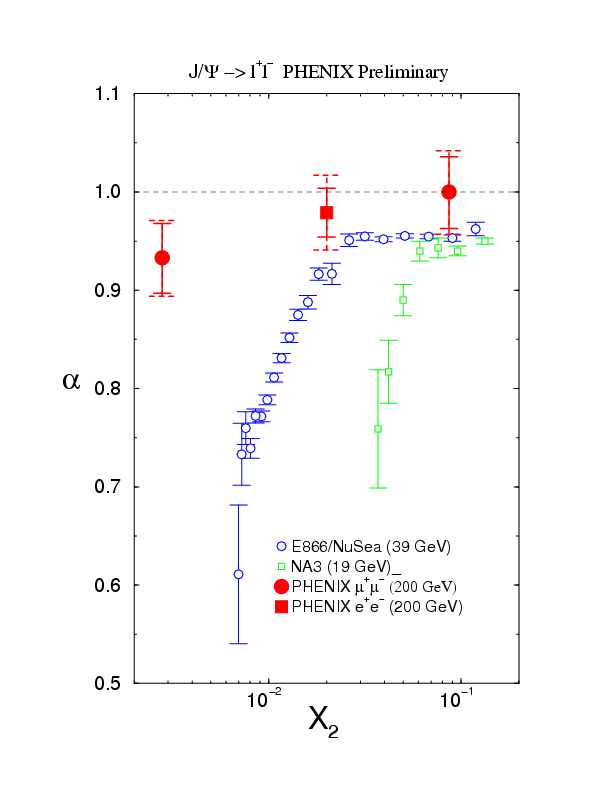 J/Ψ –> l⁺l⁻ PHENIX Preliminary
1.1
1.0
0.9
0.8
0.7
0.6
0.5
α
E866/NuSea (39 GeV)
NA3 (19 GeV)_
PHENIX μ⁺μ⁻ (200 GeV)
PHENIX e⁺e⁻ (200 GeV)
10⁻² 10⁻¹
X₂